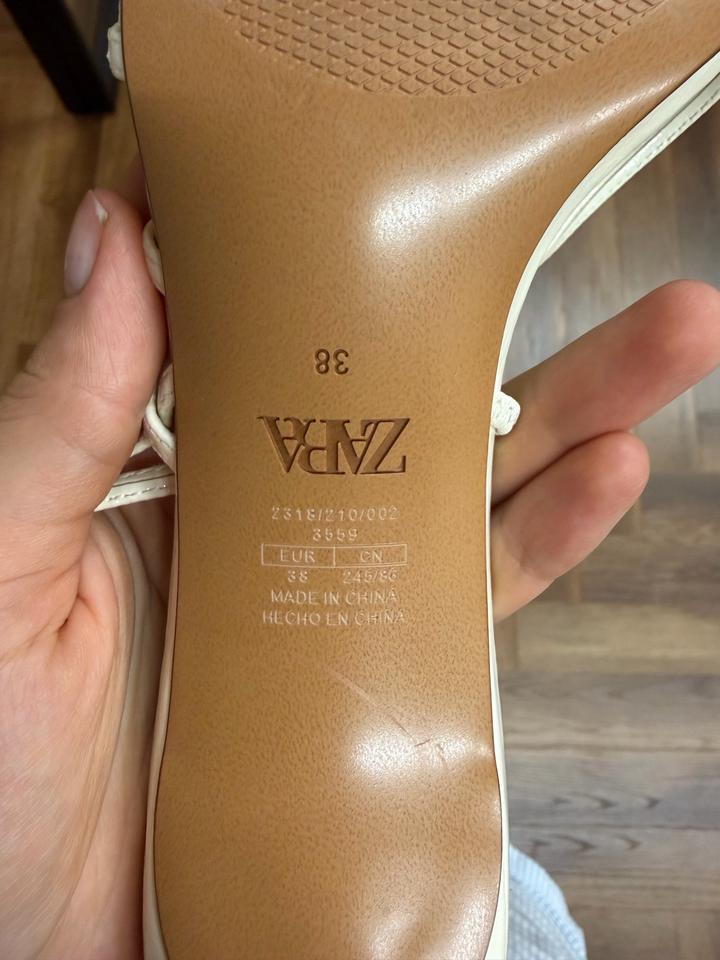 38
ZARA
2318/210/002
3559
EUR CN
38 245/86
MADE IN CHINA
HECHO EN CHINA